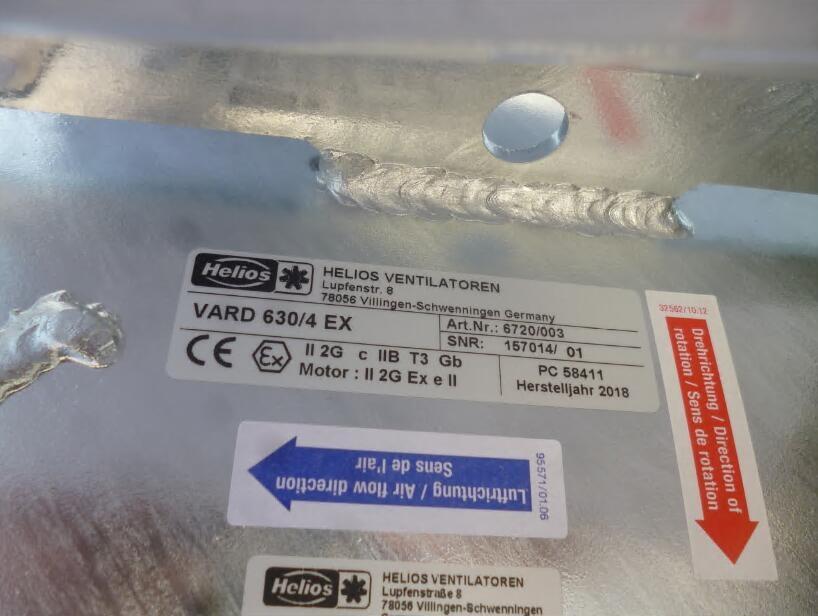 Helios
HELIOS VENTILATOREN
Lupfenstr. 8
78056 Villingen-Schwenningen Germany
VARD 630/4 EX
Art.Nr.: 6720/003
SNR: 157014/ 01
CE Ex II 2G c IIB T3 Gb
Motor : II 2G Ex e II
PC 58411
Herstelljahr 2018
32562/10.12
Drehrichtung / Direction of
rotation / Sens de rotation
Luftrichtung / Air flow direction
Sens de l'air
95571/01.06
Helios
HELIOS VENTILATOREN
Lupfenstraße 8
78056 Villingen-Schwenningen